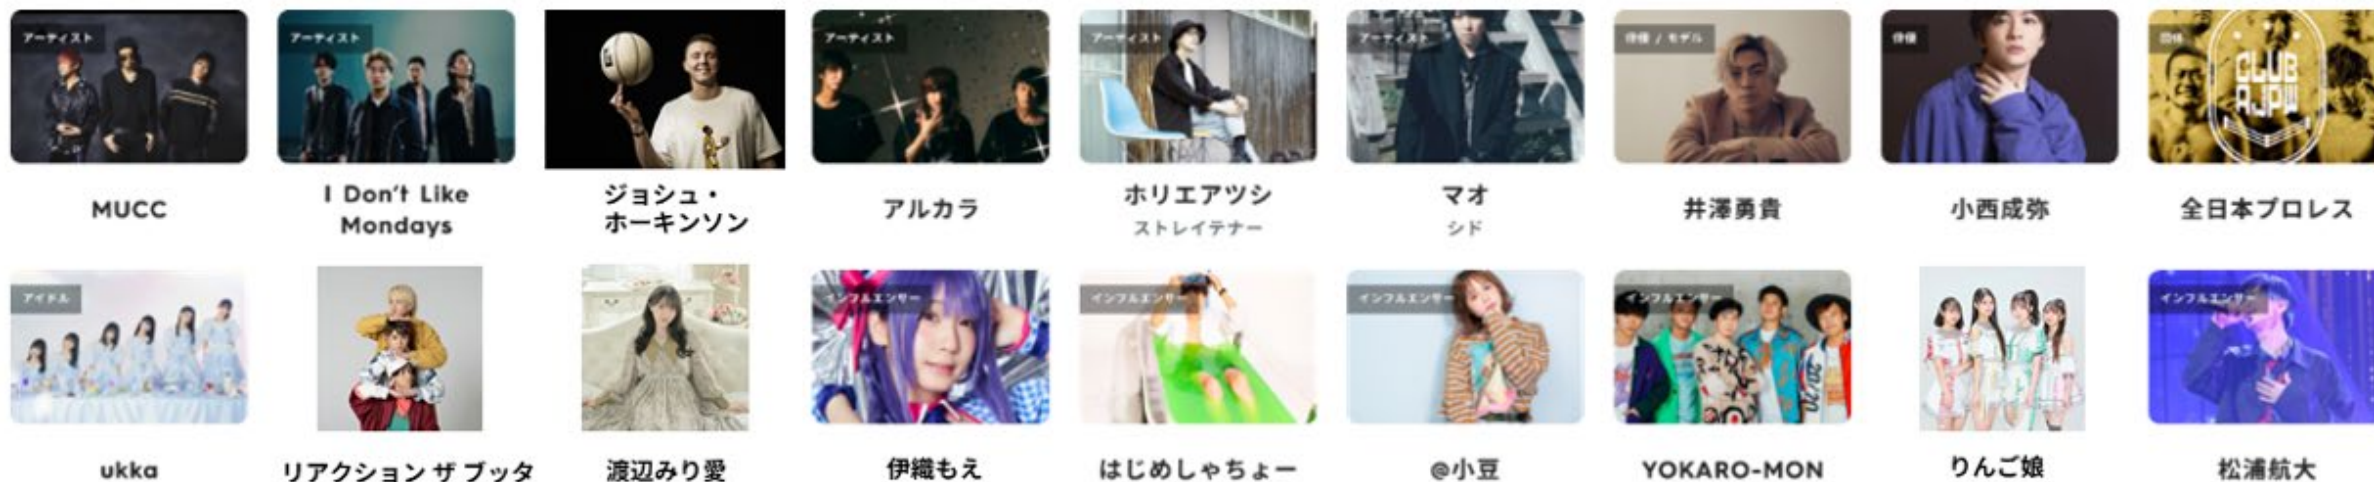 アーティスト
アーティスト
アーティスト
アーティスト
アーティスト
俳優 / モデル
俳優
団体
CLUB
AJPW
MUCC
I Don't Like
Mondays
ジョシュ・
ホーキンソン
アルカラ
ホリエアツシ
ストレイテナー
マオ
シド
井澤勇貴
小西成弥
全日本プロレス
アイドル
インフルエンサー
インフルエンサー
インフルエンサー
インフルエンサー
インフルエンサー
ukka
リアクション ザ ブッタ
渡辺みり愛
伊織もえ
はじめしゃちょー
@小豆
YOKARO-MON
りんご娘
松浦航大